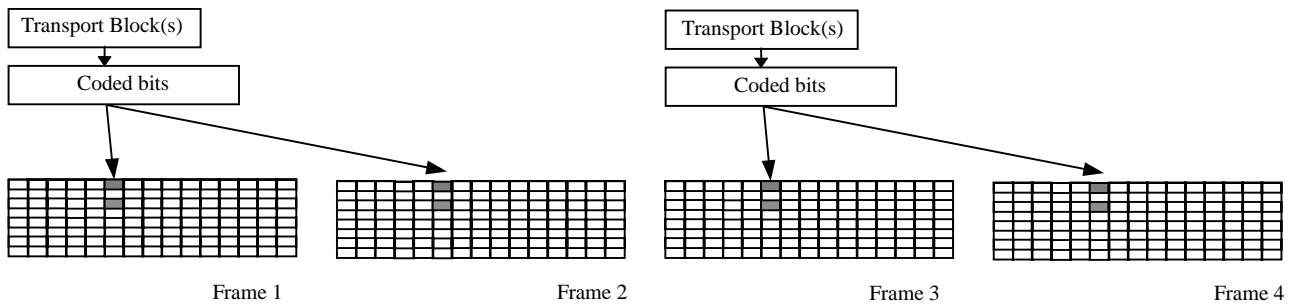 Transport Block(s)
Transport Block(s)
Coded bits
Coded bits
Frame 1
Frame 2
Frame 3
Frame 4